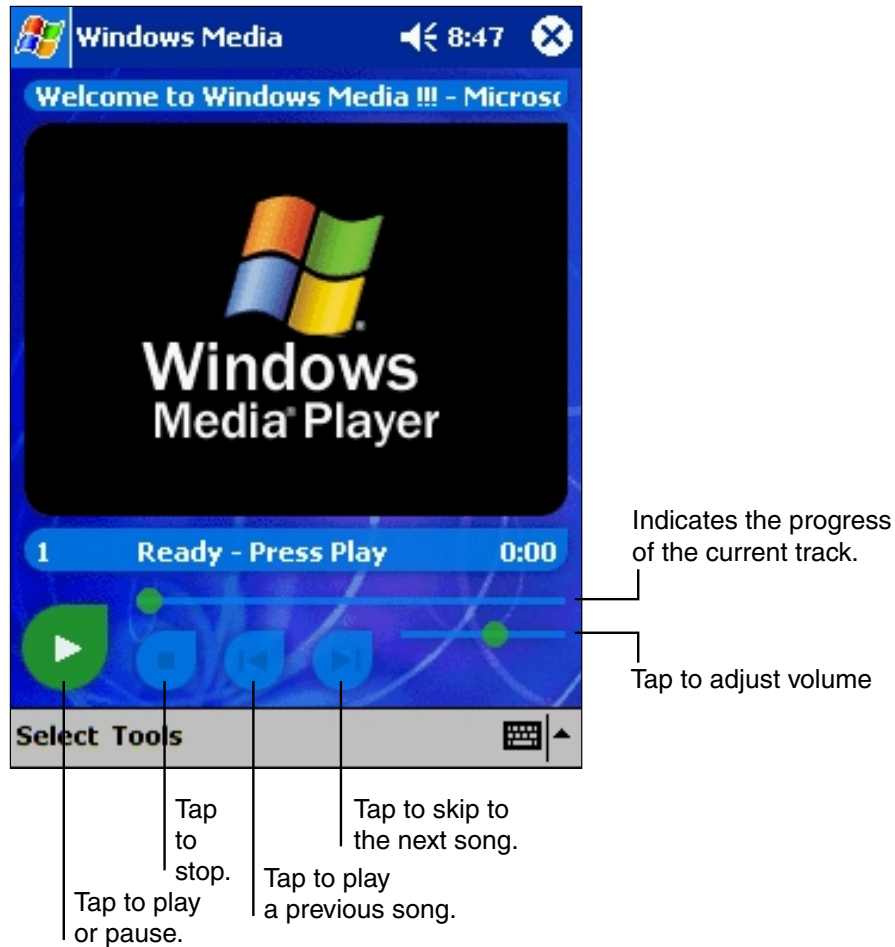 Windows Media 8:47
Welcome to Windows Media !!! - Microsc
Windows
Media® Player
1 Ready - Press Play 0:00
Indicates the progress
of the current track.
Tap to adjust volume
Select Tools
Tap
to
stop.
Tap to skip to
the next song.
Tap to play
a previous song.
Tap to play
or pause.